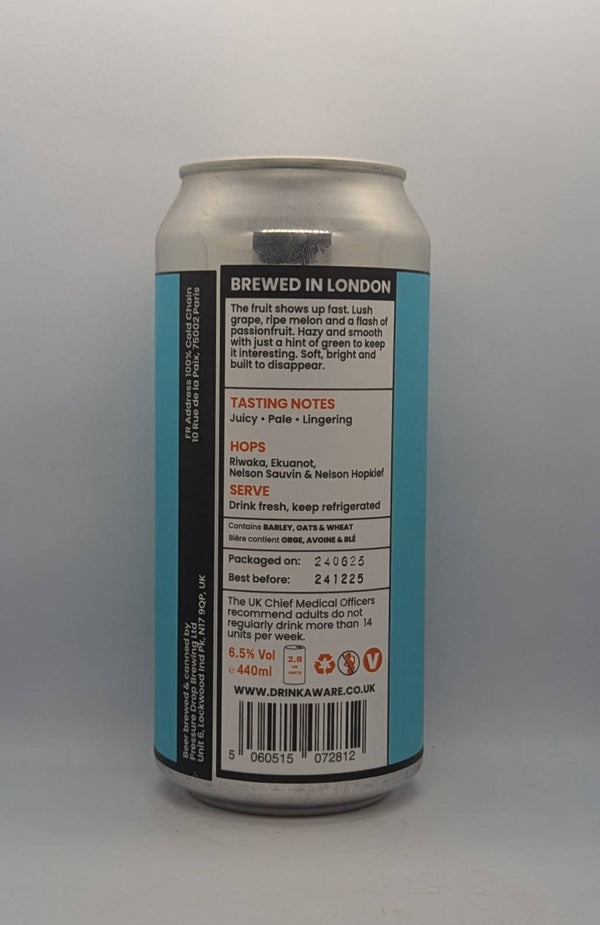 BREWED IN LONDON
The fruit shows up fast. Lush
grape, ripe melon and a flash of
passionfruit. Hazy and smooth
with just a hint of green to keep
it interesting. Soft, bright and
built to disappear.
TASTING NOTES
Juicy • Pale • Lingering
HOPS
Riwaka, Ekuanot,
Nelson Sauvin & Nelson Hopkief
SERVE
Drink fresh, keep refrigerated
Contains BARLEY, OATS & WHEAT
Bière contient ORGE, AVOINE & BLÉ
Packaged on: 240625
Best before: 241225
The UK Chief Medical Officers
recommend adults do not
regularly drink more than 14
units per week.
6.5% Vol
e 440ml
2.8
UK
UNITS
V
WWW.DRINKAWARE.CO.UK
5 060515 072812
FR Address 100% Cold Chain
10 Rue de la Paix, 75002 Paris
Beer brewed & canned by
Pressure Drop Brewing Ltd
Unit 6, Lockwood Ind Pk, N17 9QP, UK